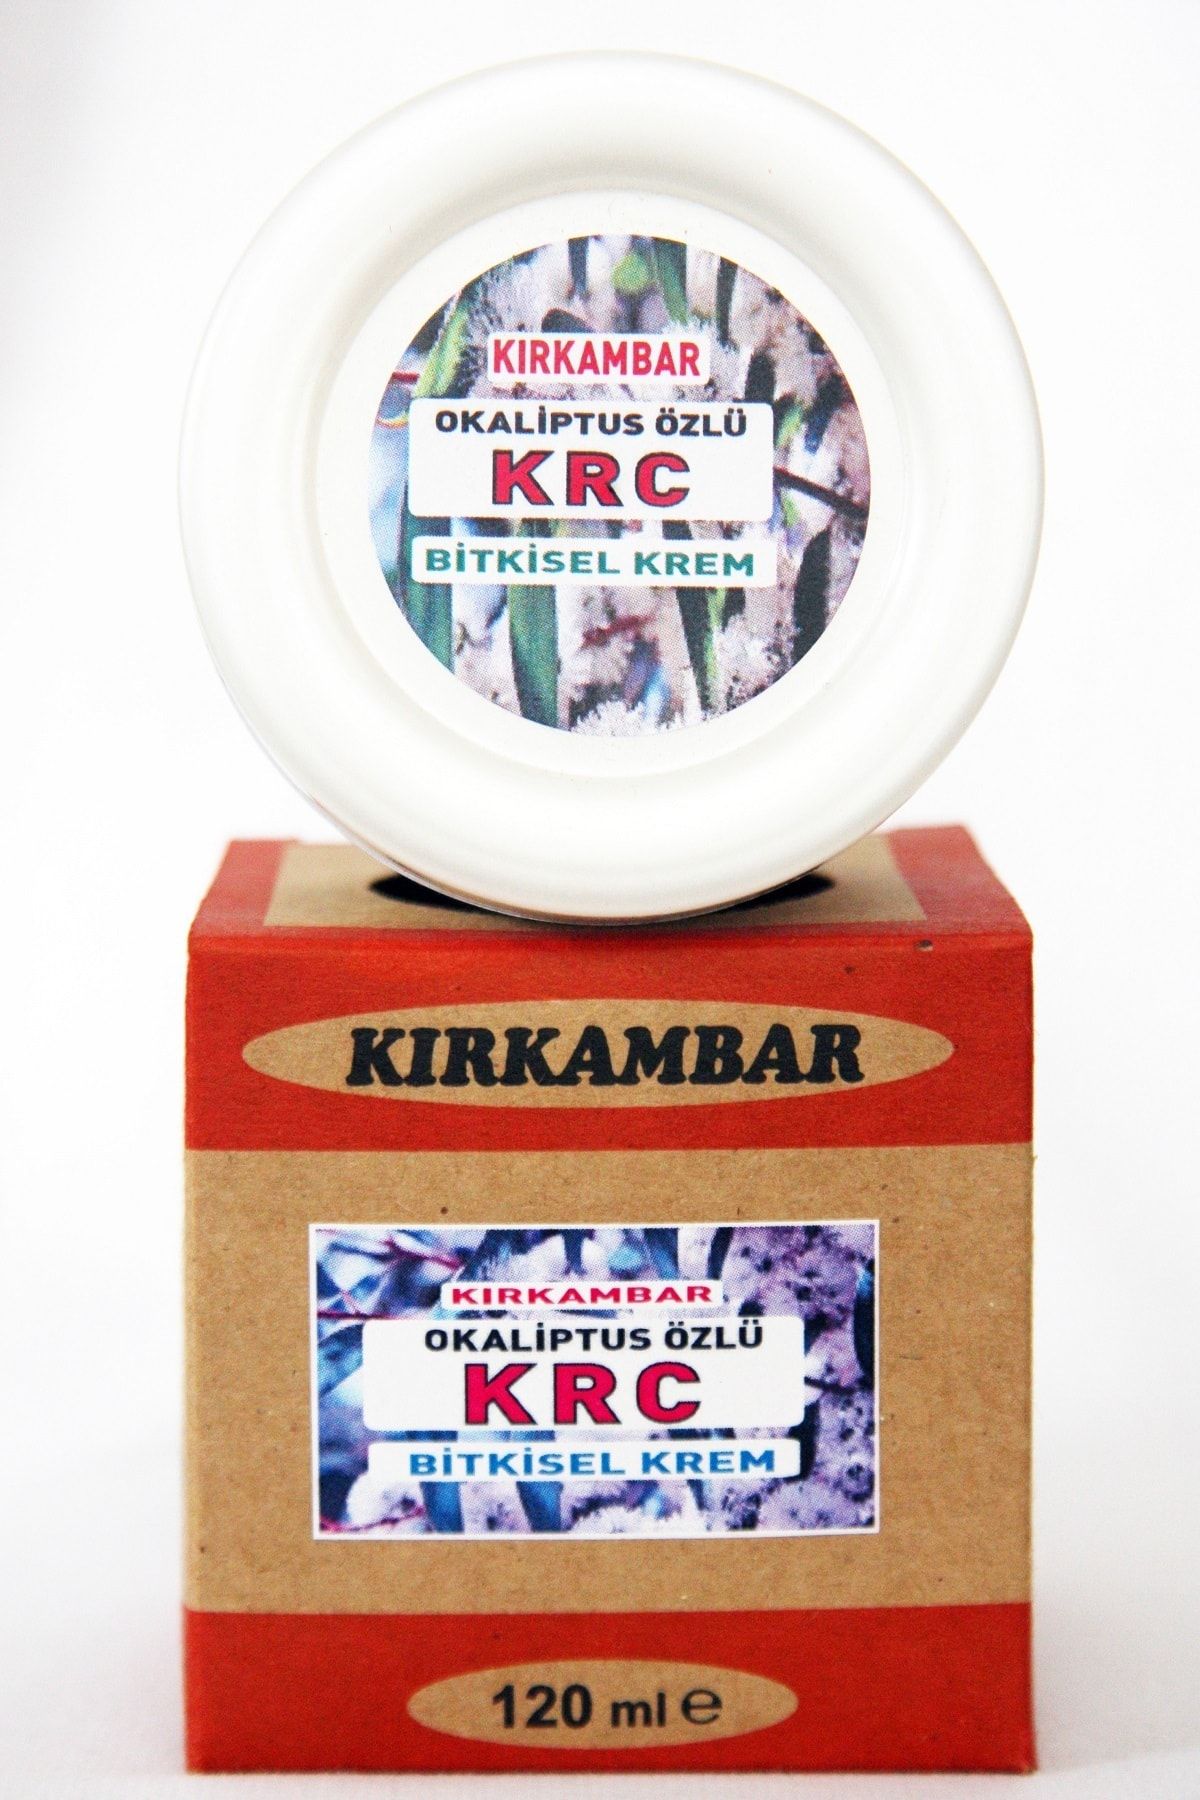 KIRKAMBAR
OKALİPTUS ÖZLÜ
KRC
BİTKİSEL KREM
KIRKAMBAR
KIRKAMBAR
OKALİPTUS ÖZLÜ
KRC
BİTKİSEL KREM
120 ml ℮